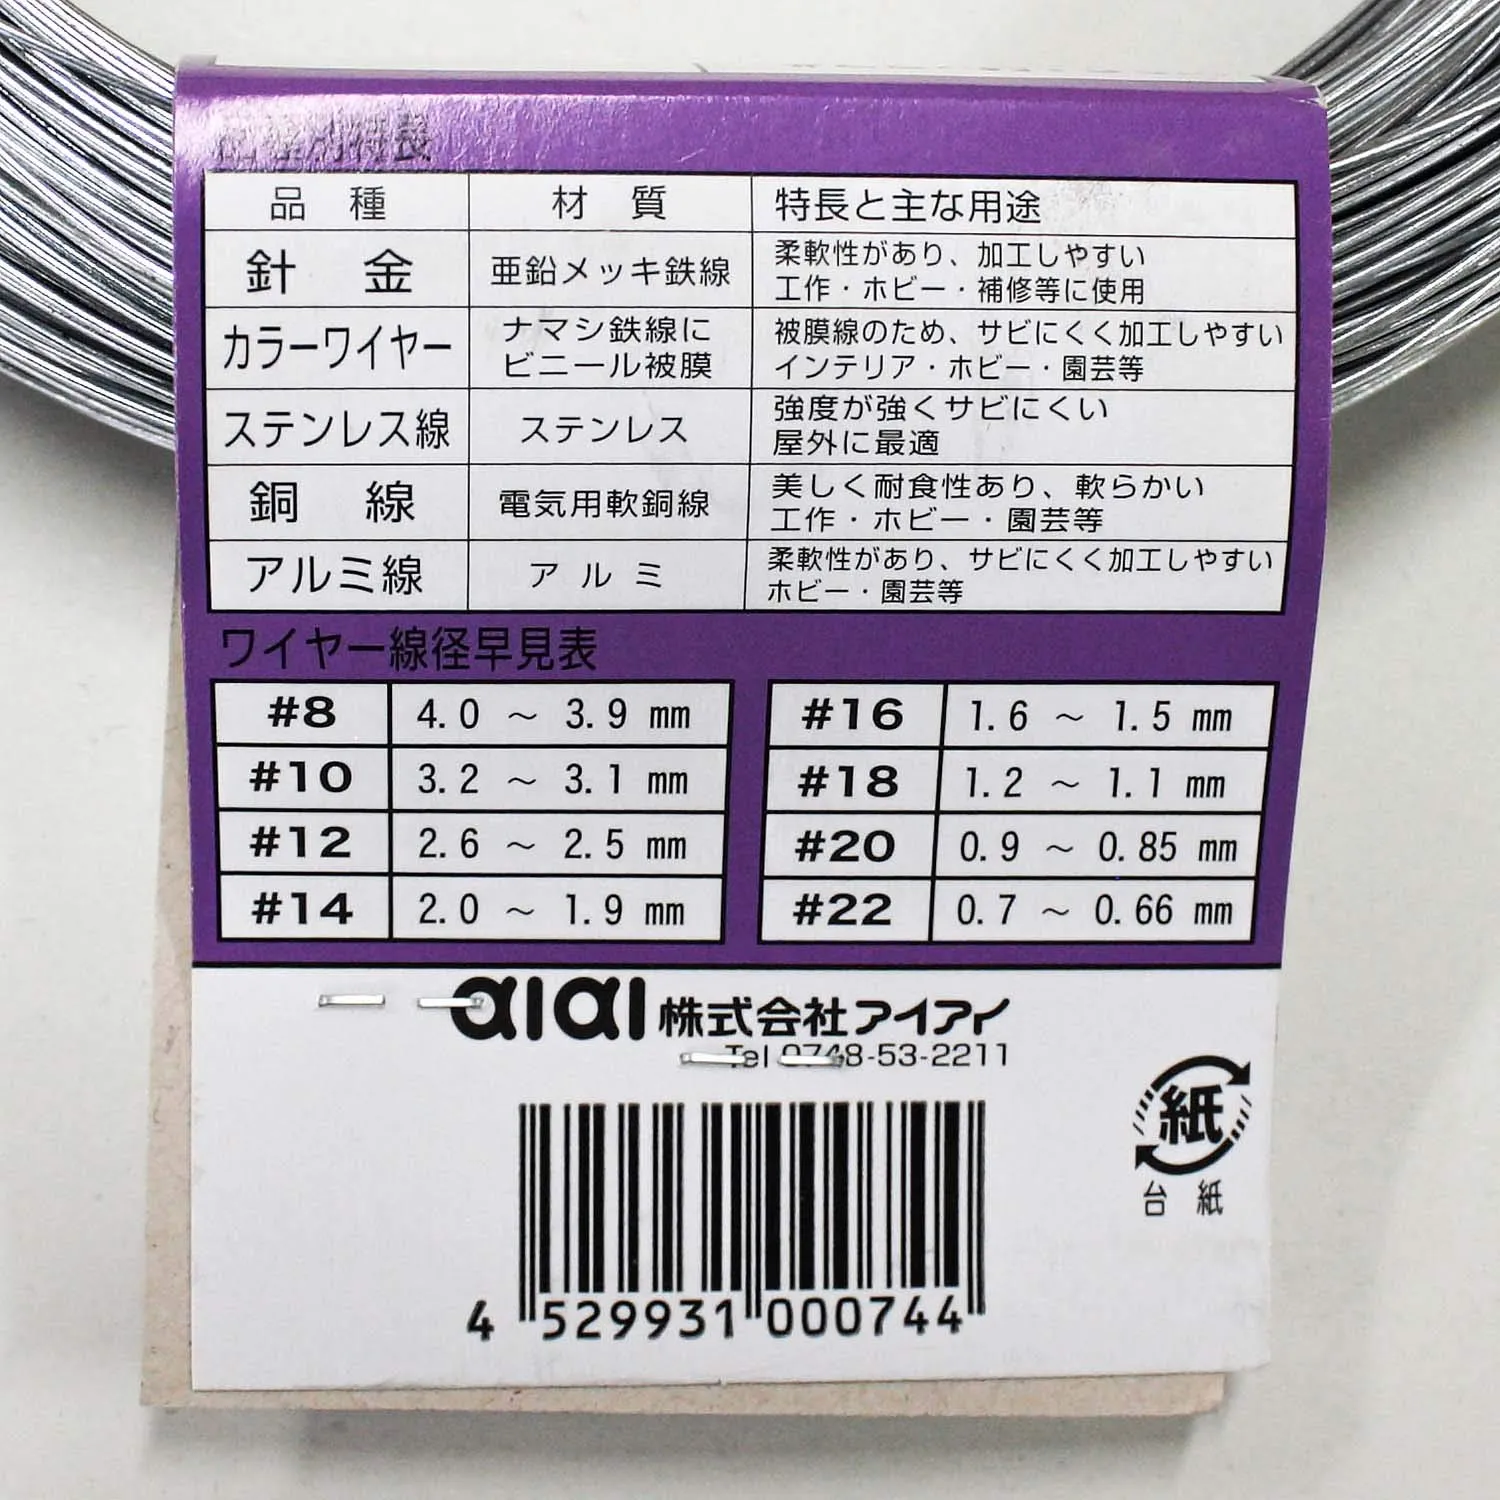 品種 材質 特長と主な用途
針金 亜鉛メッキ鉄線 柔軟性があり、加工しやすい
工作・ホビー・補修等に使用
カラーワイヤー ナマシ鉄線に 被膜線のため、サビにくく加工しやすい
ビニール被膜 インテリア・ホビー・園芸等
ステンレス線 ステンレス 強度が強くサビにくい
屋外に最適
銅線 電気用軟銅線 美しく耐食性あり、軟らかい
工作・ホビー・園芸等
アルミ線 アルミ 柔軟性があり、サビにくく加工しやすい
ホビー・園芸等
ワイヤー線径早見表
#8 4.0 ～ 3.9 mm #16 1.6 ～ 1.5 mm
#10 3.2 ～ 3.1 mm #18 1.2 ～ 1.1 mm
#12 2.6 ～ 2.5 mm #20 0.9 ～ 0.85 mm
#14 2.0 ～ 1.9 mm #22 0.7 ～ 0.66 mm
aiai 株式会社アイアイ
Tel 0748-53-2211
紙
台紙
4 529931 000744